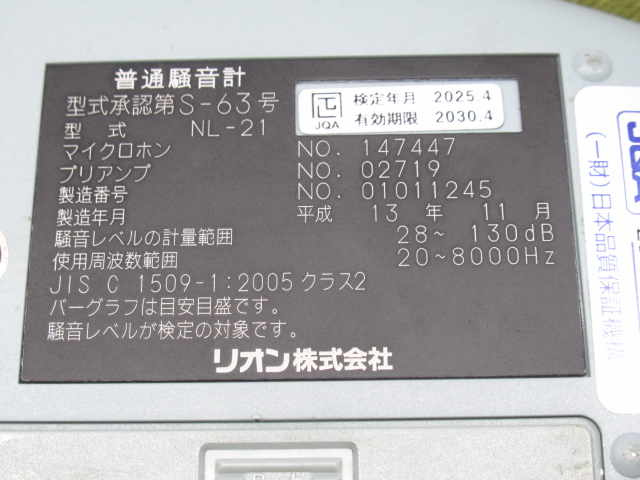 普通騒音計
型式承認第S-63号
型式 NL-21
JQA
検定年月 2025.4
有効期限 2030.4
マイクロホン NO. 147447
プリアンプ NO. 02719
製造番号 NO. 01011245
製造年月 平成 13 年 11 月
騒音レベルの計量範囲 28~ 130dB
使用周波数範囲 20~8000Hz
JIS C 1509-1:2005 クラス2
バーグラフは目安目盛です。
騒音レベルが検定の対象です。
リオン株式会社
JQA
(一財)日本品質保証機構